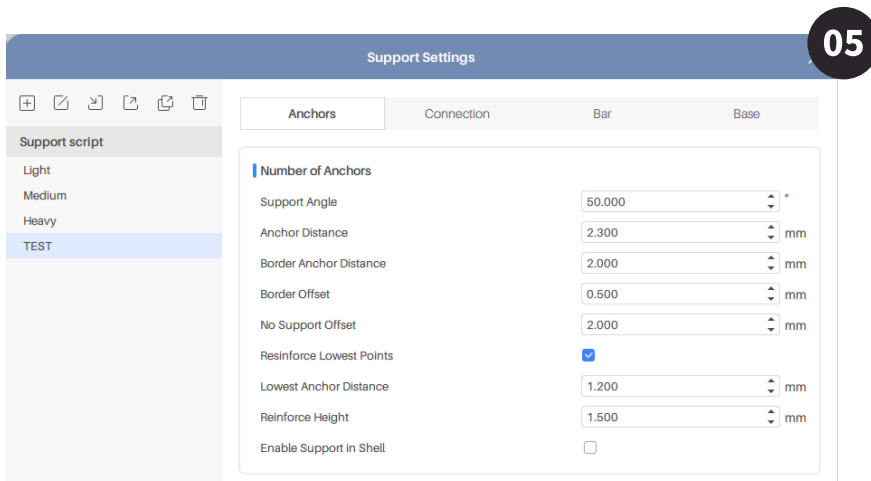 05
Support Settings
Anchors Connection Bar Base
Support script
Light
Medium
Heavy
TEST
Number of Anchors
Support Angle 50.000 °
Anchor Distance 2.300 mm
Border Anchor Distance 2.000 mm
Border Offset 0.500 mm
No Support Offset 2.000 mm
Resinforce Lowest Points
Lowest Anchor Distance 1.200 mm
Reinforce Height 1.500 mm
Enable Support in Shell